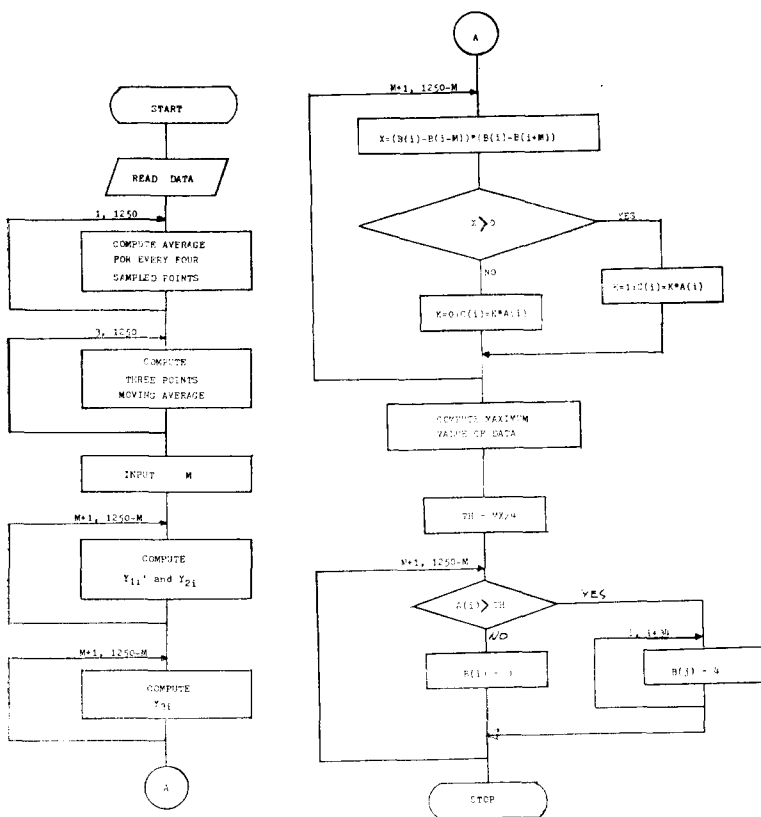 START
READ DATA
1, 1250
COMPUTE AVERAGE
FOR EVERY FOUR
SAMPLED POINTS
3, 1250
COMPUTE
THREE POINTS
MOVING AVERAGE
INPUT M
M+1, 1250-M
COMPUTE
Y1i' and Y2i
M+1, 1250-M
COMPUTE
Y3i
A
A
M+1, 1250-M
X=(B(i)-B(i-M))*(B(i)-B(i+M))
X>0
YES
NO
K=1:C(i)=K*A(i)
K=0:C(i)=K*A(i)
COMPUTE MAXIMUM
VALUE OF DATA
TH = MX/4
M+1, 1250-M
A(i)>TH
YES
NO
B(j) = 4
STOP